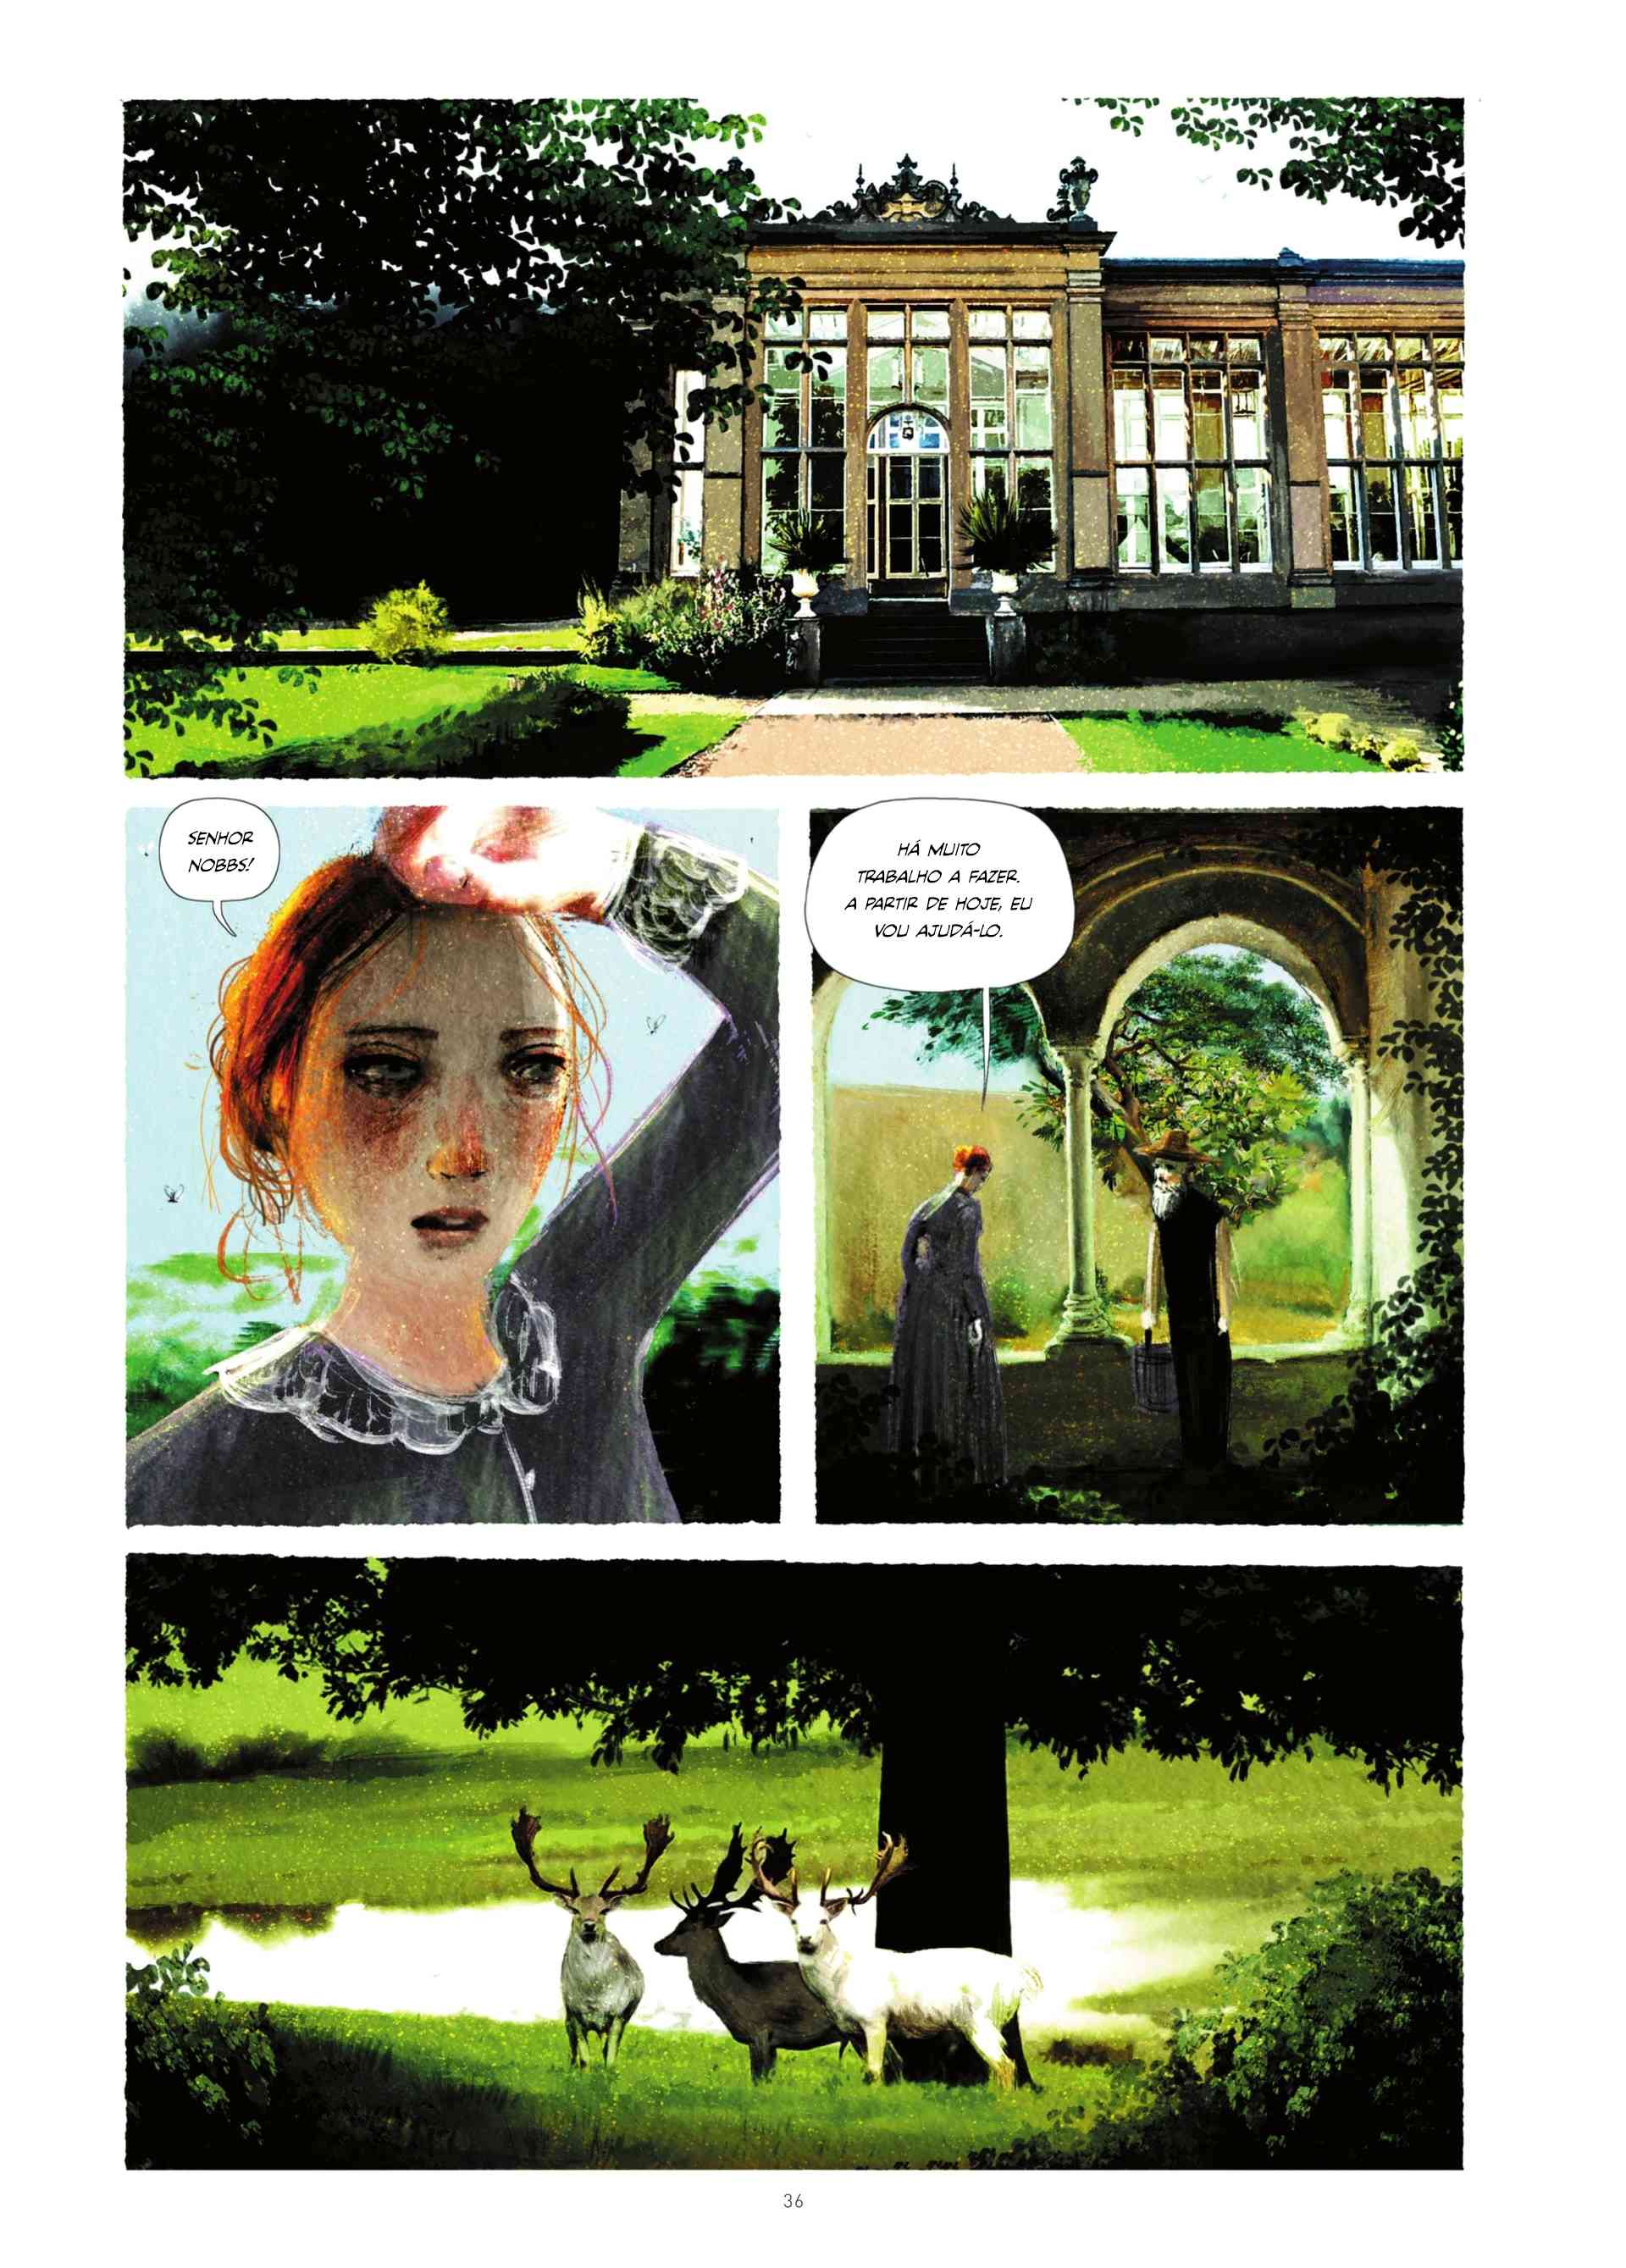 SENHOR
NOBBS!
HÁ MUITO
TRABALHO A FAZER.
A PARTIR DE HOJE, EU
VOU AJUDÁ-LO.
36